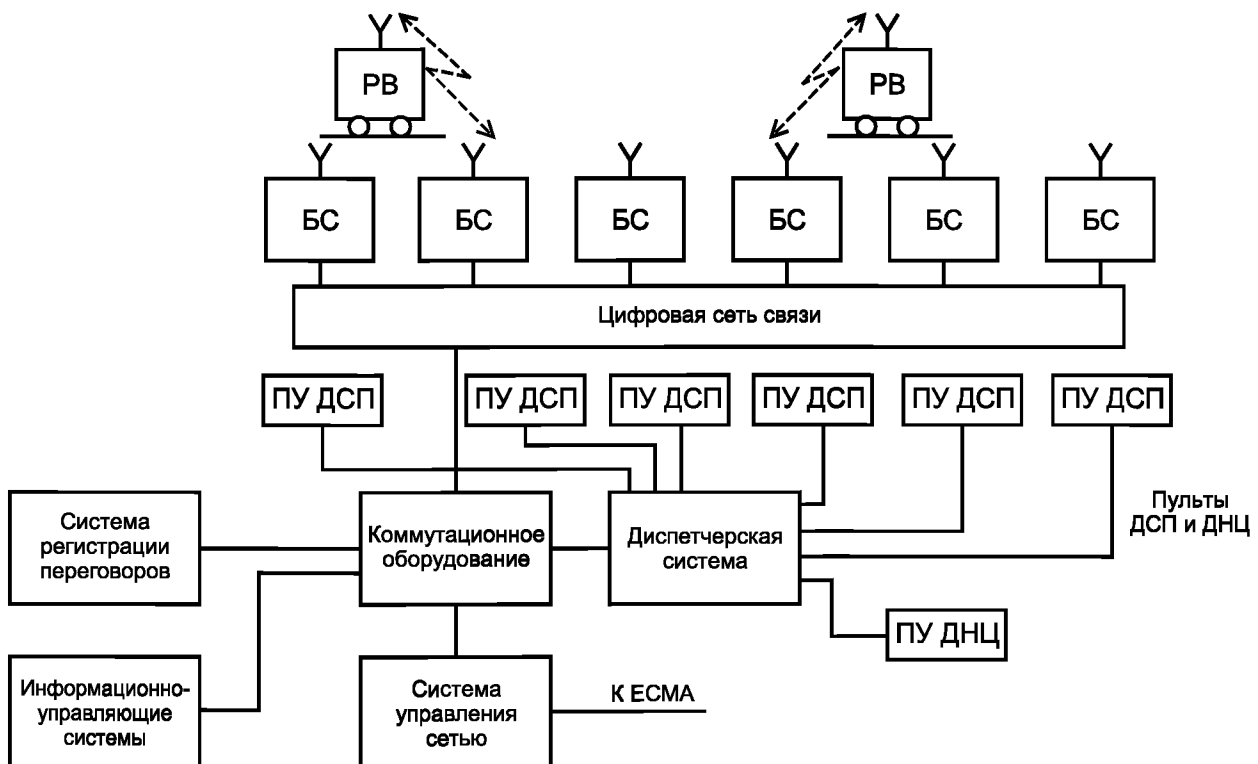 РВ
РВ
БС
БС
БС
БС
БС
БС
Цифровая сеть связи
ПУ ДСП
ПУ ДСП
ПУ ДСП
ПУ ДСП
ПУ ДСП
ПУ ДСП
Система
регистрации
переговоров
Коммутационное
оборудование
Диспетчерская
система
Пульты
ДСП и ДНЦ
ПУ ДНЦ
Информационно-
управляющие
системы
Система
управления
сетью
К ЕСМА